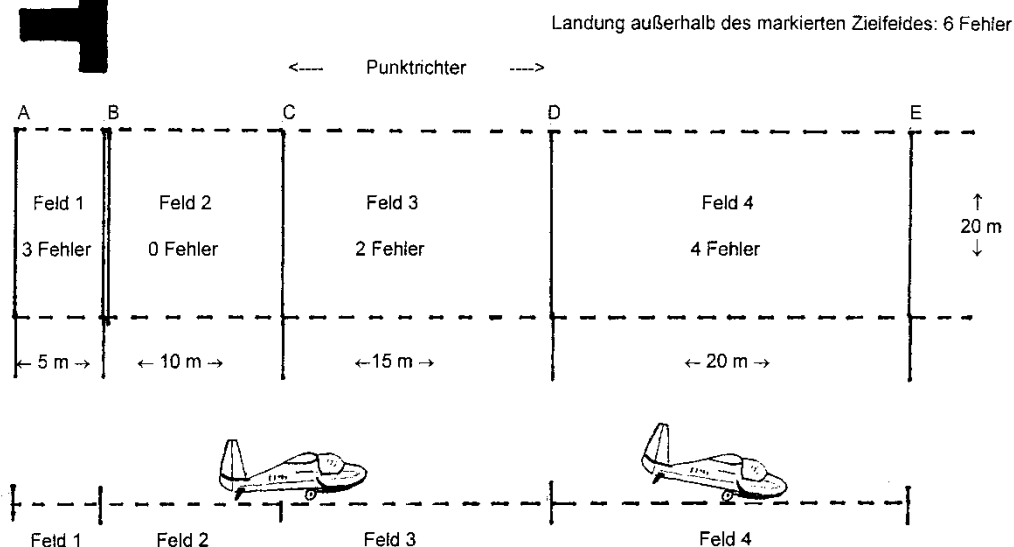 Landung außerhalb des markierten Zielfeldes: 6 Fehler
<---- Punktrichter ---->
A B C D E
Feld 1 Feld 2 Feld 3 Feld 4 ↑
20 m
3 Fehler 0 Fehler 2 Fehler 4 Fehler ↓
← 5 m → ← 10 m → ←15 m → ← 20 m →
Feld 1 Feld 2 Feld 3 Feld 4